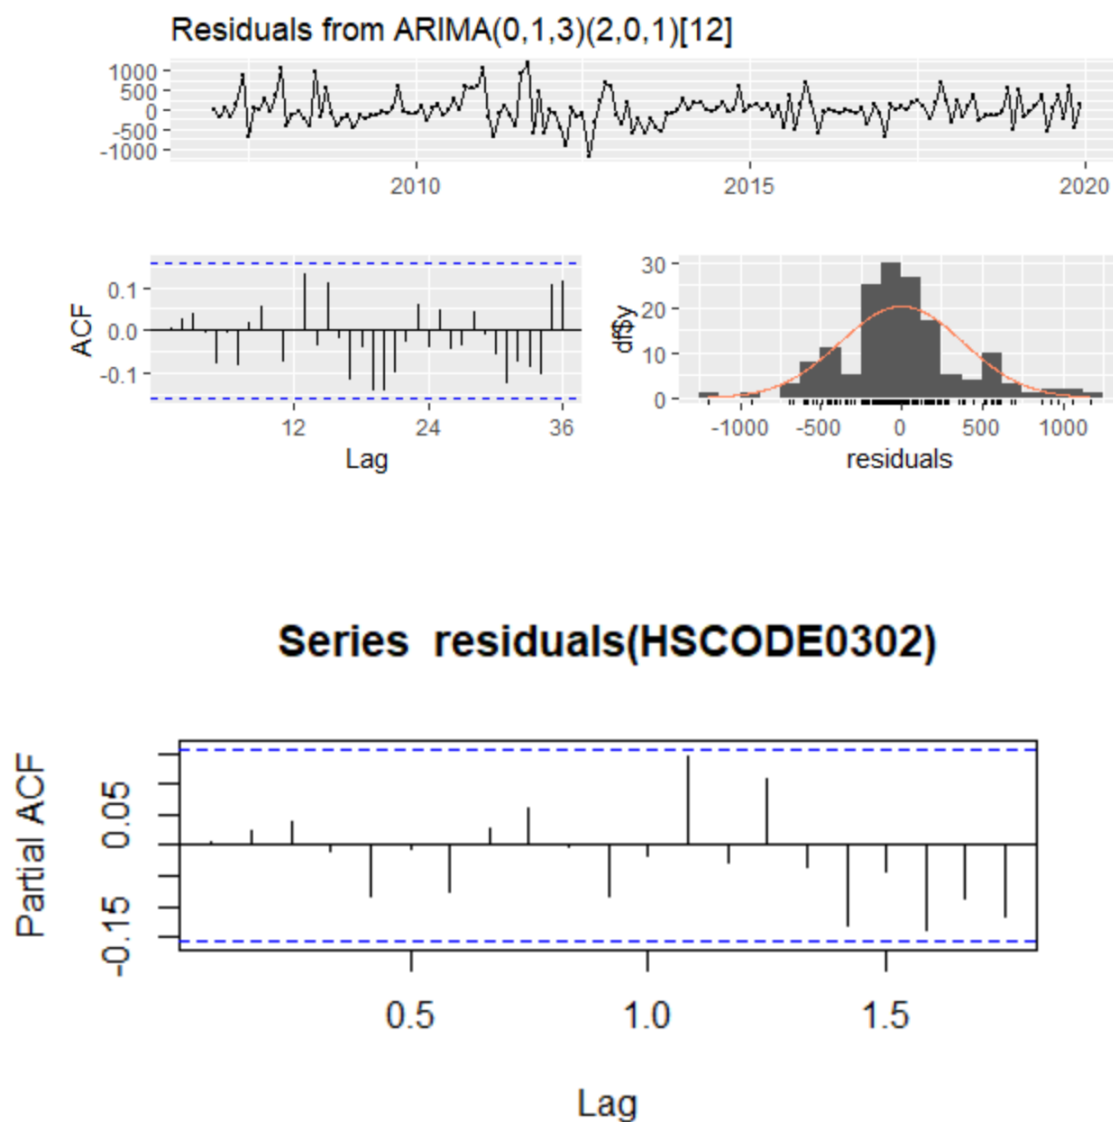 Residuals from ARIMA(0,1,3)(2,0,1)[12]
1000
500
0
-500
-1000
2010 2015 2020
ACF
0.1
0.0
-0.1
12 24 36
Lag
df$y
30
20
10
0
-1000 -500 0 500 1000
residuals
Series residuals(HSCODE0302)
Partial ACF
0.05
-0.15
0.5 1.0 1.5
Lag